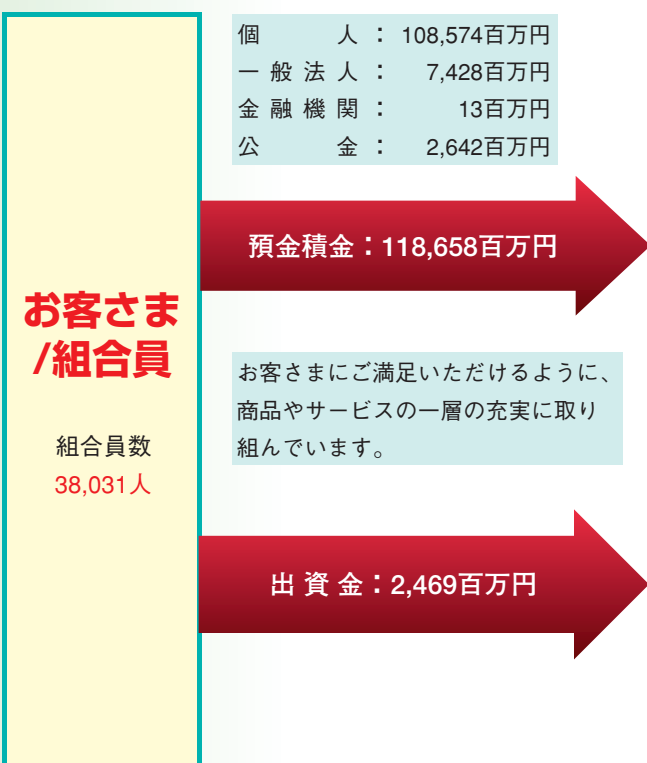 個人：108,574百万円
一般法人：7,428百万円
金融機関：13百万円
公金：2,642百万円
預金積金：118,658百万円
お客さま
/組合員
組合員数
38,031人
お客さまにご満足いただけるように、
商品やサービスの一層の充実に取り
組んでいます。
出資金：2,469百万円